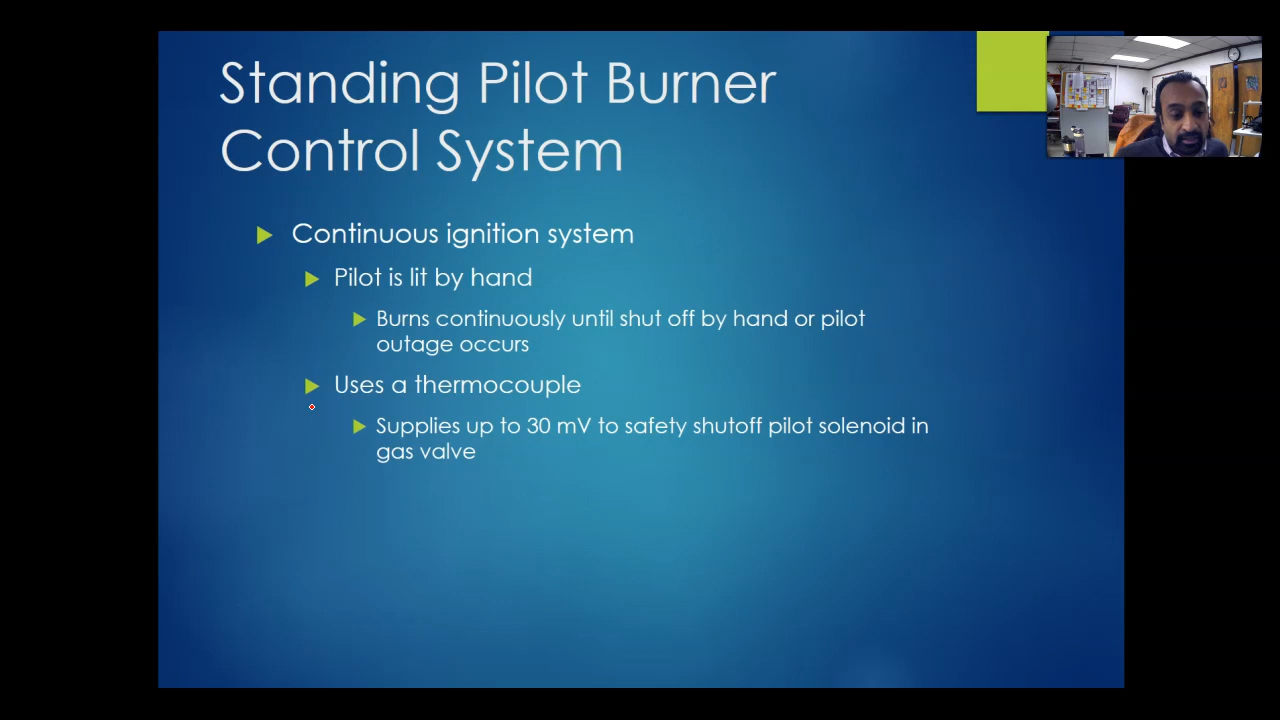 Standing Pilot Burner
Control System
Continuous ignition system
Pilot is lit by hand
Burns continuously until shut off by hand or pilot
outage occurs
Uses a thermocouple
Supplies up to 30 mV to safety shutoff pilot solenoid in
gas valve